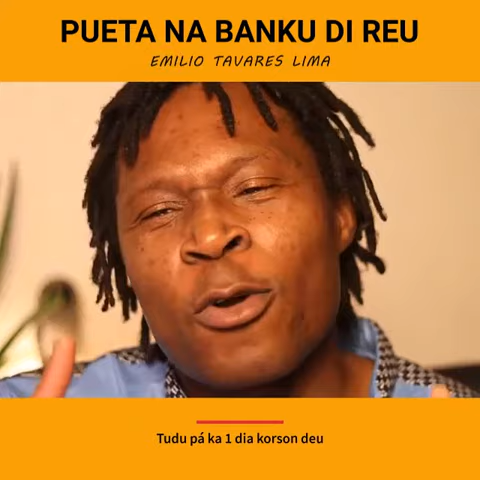 PUETA NA BANKU DI REU
EMILIO TAVARES LIMA
Tudu pá ka 1 dia korson deu